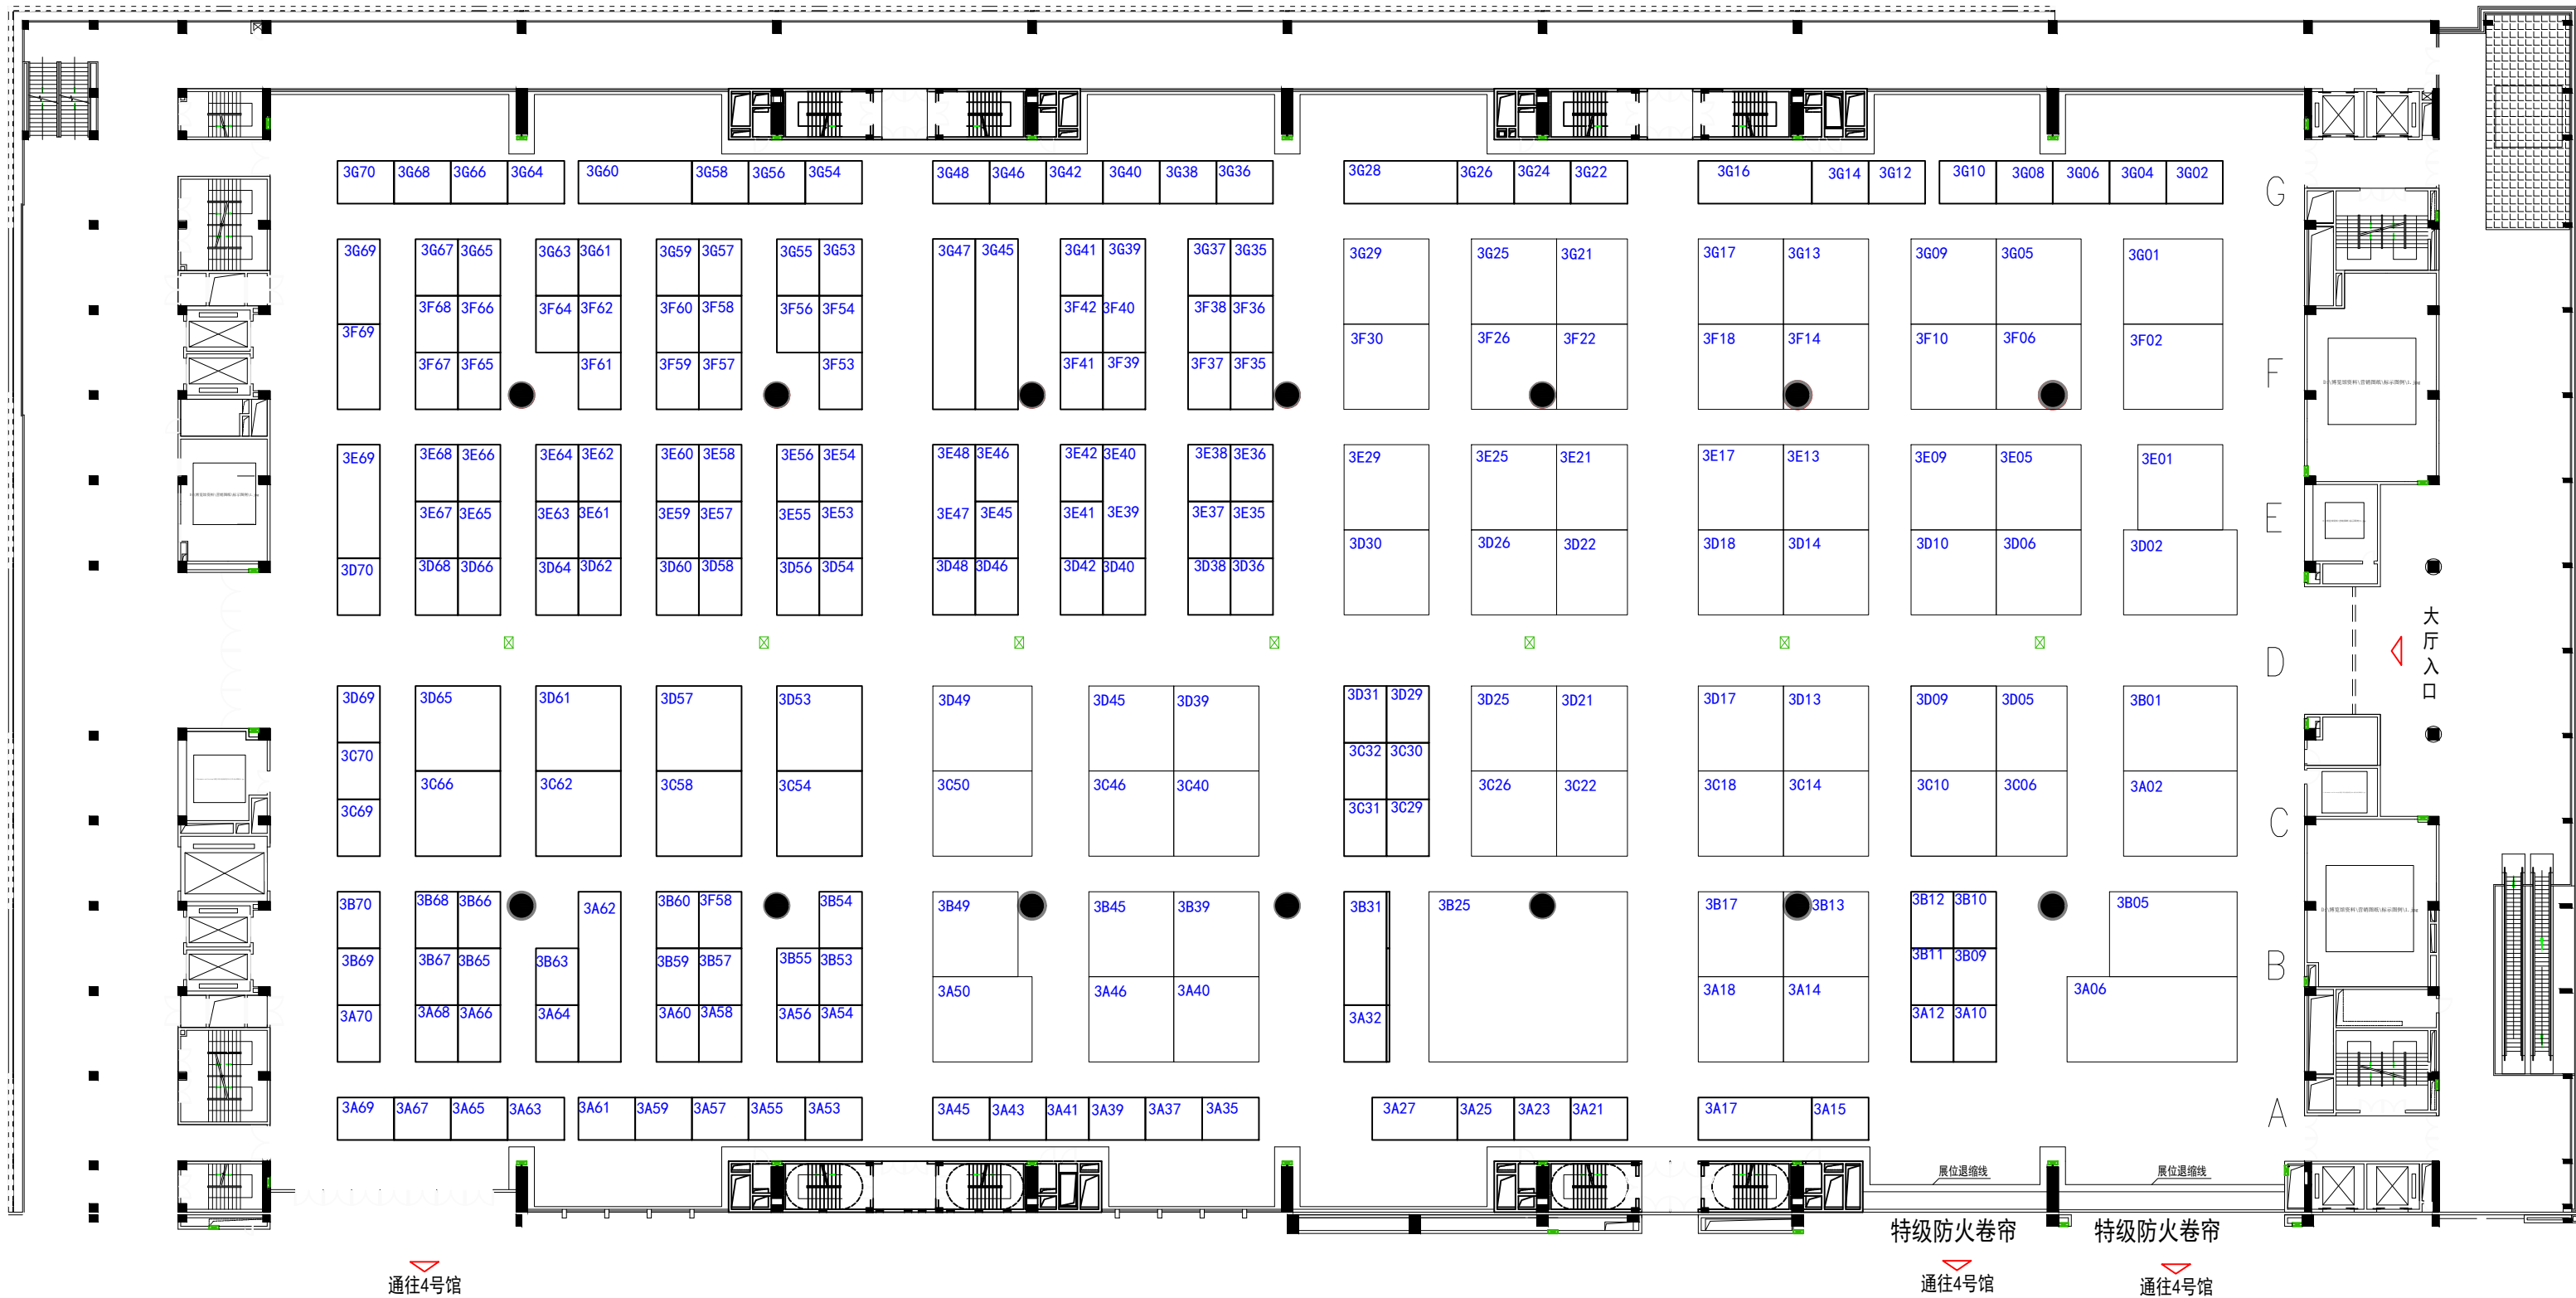 3G70 3G68 3G66 3G64 3G60 3G58 3G56 3G54 3G48 3G46 3G42 3G40 3G38 3G36 3G28 3G26 3G24 3G22 3G16 3G14 3G12 3G10 3G08 3G06 3G04 3G02
G
3G69 3G67 3G65 3G63 3G61 3G59 3G57 3G55 3G53 3G47 3G45 3G41 3G39 3G37 3G35 3G29 3G25 3G21 3G17 3G13 3G09 3G05 3G01
3F68 3F66 3F64 3F62 3F60 3F58 3F56 3F54 3F42 3F40 3F38 3F36
3F69 3F30 3F26 3F22 3F18 3F14 3F10 3F06 3F02
3F67 3F65 3F61 3F59 3F57 3F53 3F41 3F39 3F37 3F35
F
3E69 3E68 3E66 3E64 3E62 3E60 3E58 3E56 3E54 3E48 3E46 3E42 3E40 3E38 3E36 3E29 3E25 3E21 3E17 3E13 3E09 3E05 3E01
3E67 3E65 3E63 3E61 3E59 3E57 3E55 3E53 3E47 3E45 3E41 3E39 3E37 3E35
E
3D70 3D68 3D66 3D64 3D62 3D60 3D58 3D56 3D54 3D48 3D46 3D42 3D40 3D38 3D36 3D30 3D26 3D22 3D18 3D14 3D10 3D06 3D02
大厅入口
D
3D69 3D65 3D61 3D57 3D53 3D49 3D45 3D39 3D31 3D29 3D25 3D21 3D17 3D13 3D09 3D05 3B01
3C70 3C32 3C30
3C66 3C62 3C58 3C54 3C50 3C46 3C40 3C26 3C22 3C18 3C14 3C10 3C06 3A02
3C69 3C31 3C29
C
3B70 3B68 3B66 3A62 3B60 3F58 3B54 3B49 3B45 3B39 3B31 3B25 3B17 3B13 3B12 3B10 3B05
3B69 3B67 3B65 3B63 3B59 3B57 3B55 3B53 3B11 3B09
B
3A50 3A46 3A40 3A18 3A14 3A06
3A70 3A68 3A66 3A64 3A60 3A58 3A56 3A54 3A32 3A12 3A10
3A69 3A67 3A65 3A63 3A61 3A59 3A57 3A55 3A53 3A45 3A43 3A41 3A39 3A37 3A35 3A27 3A25 3A23 3A21 3A17 3A15
A
展位退缩线 展位退缩线
特级防火卷帘 特级防火卷帘
通往4号馆 通往4号馆 通往4号馆